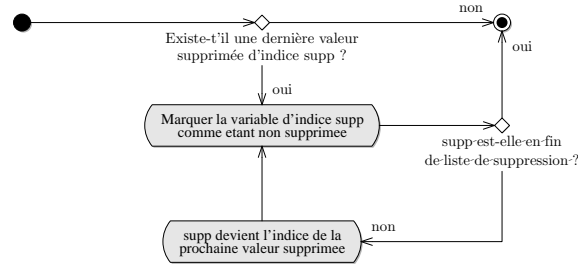 non
Existe-t'il une dernière valeur
supprimée d'indice supp ?
oui
oui
Marquer la variable d'indice supp
comme etant non supprimee
supp est-elle en fin
de liste de suppression ?
non
supp devient l'indice de la
prochaine valeur supprimee